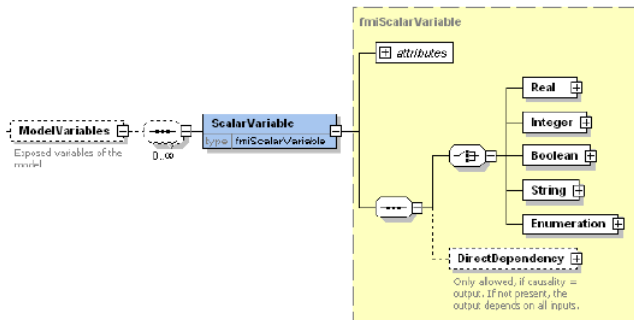 fmiScalarVariable
attributes
Real
ScalarVariable
Integer
ModelVariables
type fmiScalarVariable
Boolean
0..∞
Exposed variables of the
model
String
Enumeration
DirectDependency
Only allowed, if causality =
output. If not present, the
output depends on all inputs.